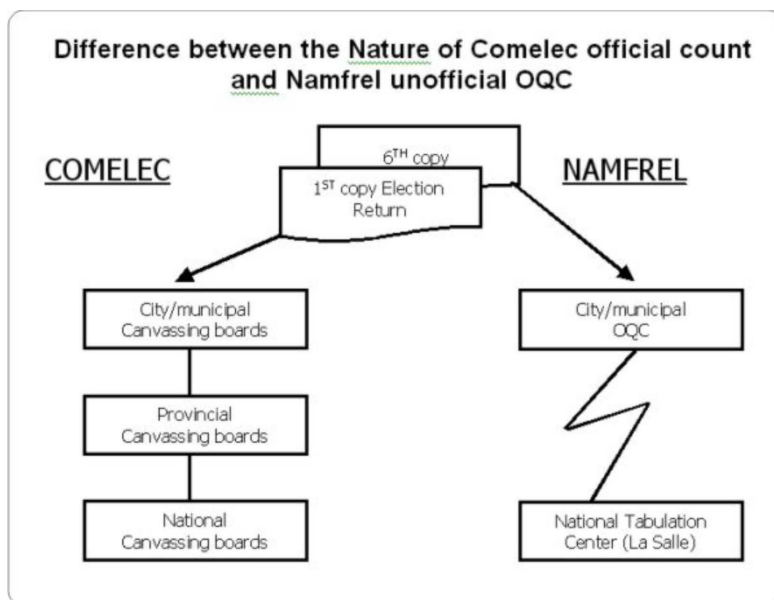 Difference between the Nature of Comelec official count
and Namfrel unofficial OQC
COMELEC
6TH copy
NAMFREL
1ST copy Election
Return
City/municipal
Canvassing boards
City/municipal
OQC
Provincial
Canvassing boards
National
Canvassing boards
National Tabulation
Center (La Salle)